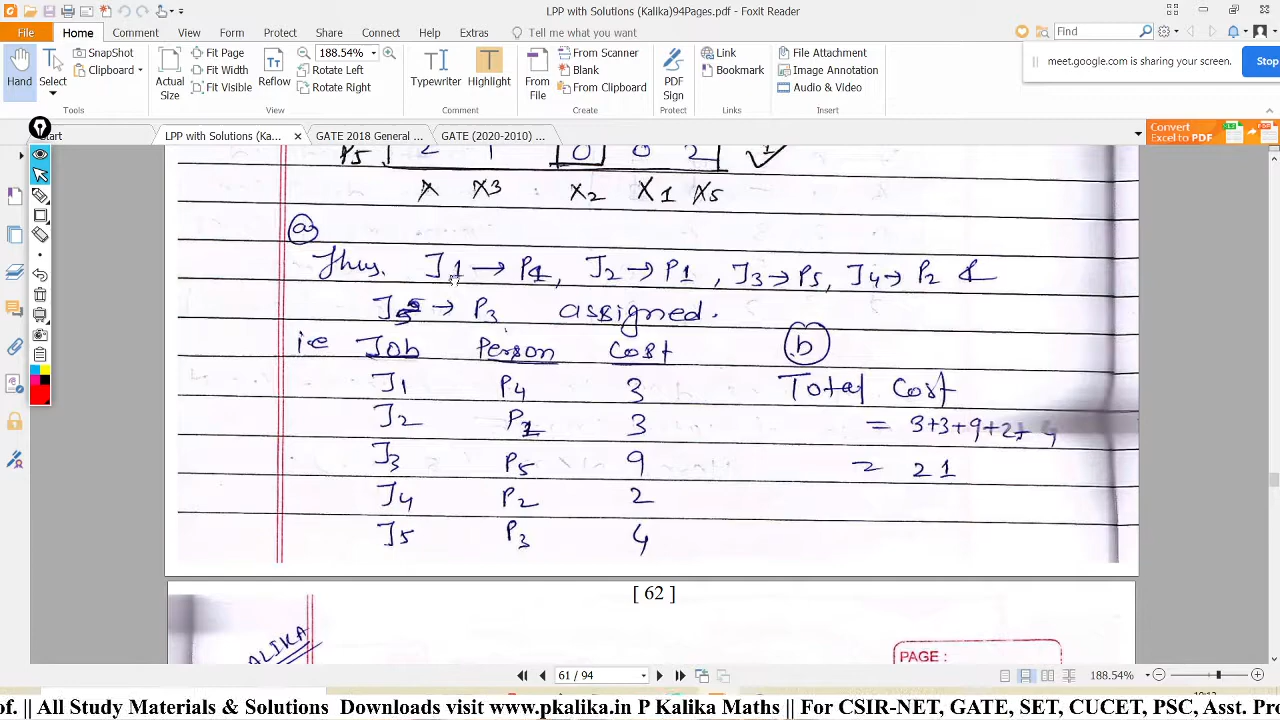 LPP with Solutions (Kalika)94Pages.pdf - Foxit Reader
File Home Comment View Form Protect Share Connect Help Extras Tell me what you want Find
SnapShot Clipboard Hand Select Tools
Actual Size Fit Page Fit Width Fit Visible Reflow Rotate Left Rotate Right 188.54% View
Typewriter Highlight Comment
From File From Scanner Blank From Clipboard Create
PDF Sign Protect
Link Bookmark Links
File Attachment Image Annotation Audio & Video Insert
meet.google.com is sharing your screen. Stop
Start LPP with Solutions (Ka... GATE 2018 General ... GATE (2020-2010) ...
Convert Excel to PDF
P5 2 1 0 0 2
X X3 X2 X1 X5
(a)
Thus. J1 → P4, J2 → P1, J3 → P5, J4 → P2 &
J5 → P3 assigned.
i.e Job Person Cost
J1 P4 3
J2 P1 3
J3 P5 9
J4 P2 2
J5 P3 4
(b)
Total Cost
= 3+3+9+2+4
= 21
[ 62 ]
PAGE :
61 / 94 188.54%
of. || All Study Materials & Solutions Downloads visit www.pkalika.in P Kalika Maths || For CSIR-NET, GATE, SET, CUCET, PSC, Asst. Pro